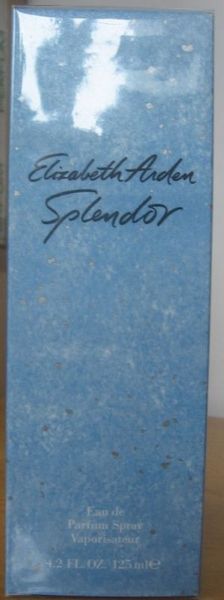 Elizabeth Arden
Splendor
Eau de
Parfum Spray
Vaporisateur
4.2 FL. OZ. 125 ml ℮